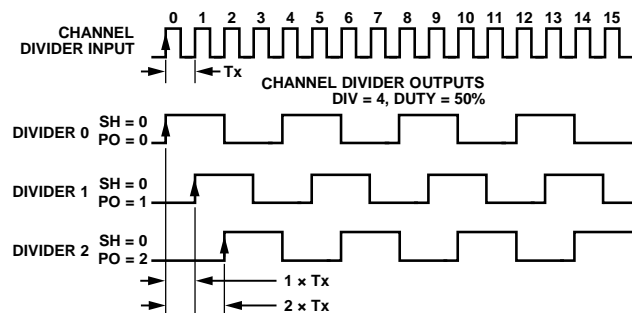 0 1 2 3 4 5 6 7 8 9 10 11 12 13 14 15
CHANNEL
DIVIDER INPUT
Tx
CHANNEL DIVIDER OUTPUTS
DIV = 4, DUTY = 50%
DIVIDER 0
SH = 0
PO = 0
DIVIDER 1
SH = 0
PO = 1
DIVIDER 2
SH = 0
PO = 2
1 × Tx
2 × Tx